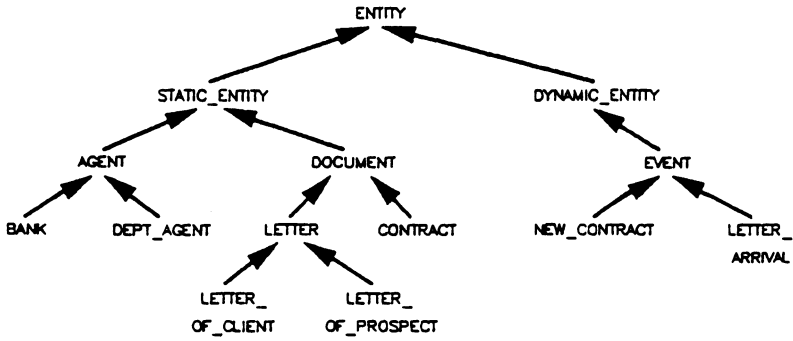 ENTITY
STATIC_ENTITY
DYNAMIC_ENTITY
AGENT
DOCUMENT
EVENT
BANK
DEPT_AGENT
LETTER
CONTRACT
NEW_CONTRACT
LETTER_
ARRIVAL
LETTER_
OF_CLIENT
LETTER_
OF_PROSPECT